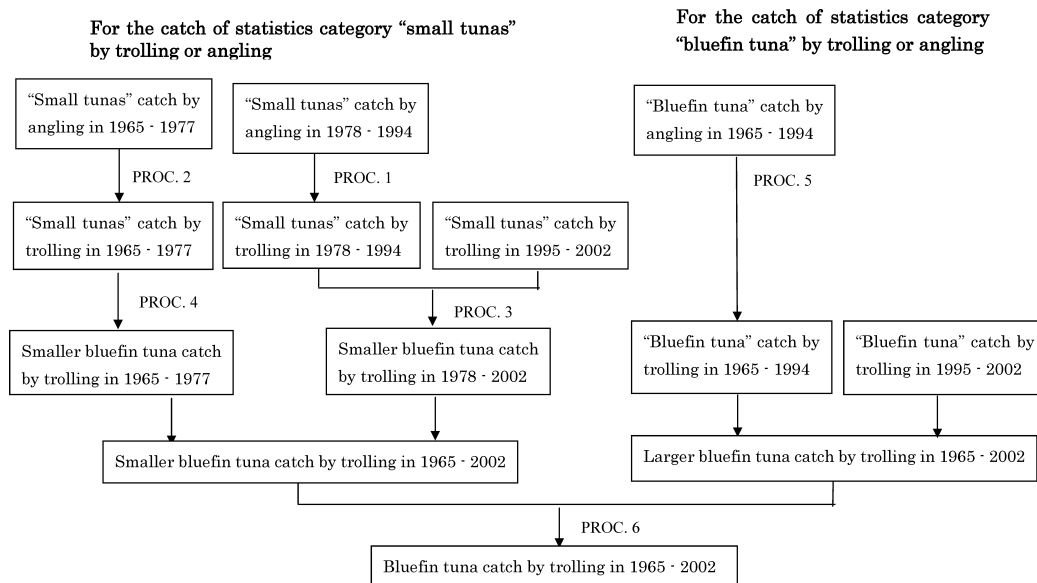 For the catch of statistics category “small tunas”
by trolling or angling
For the catch of statistics category
“bluefin tuna” by trolling or angling
“Small tunas” catch by
angling in 1965 - 1977
“Small tunas” catch by
angling in 1978 - 1994
“Bluefin tuna” catch by
angling in 1965 - 1994
PROC. 2
PROC. 1
PROC. 5
“Small tunas” catch by
trolling in 1965 - 1977
“Small tunas” catch by
trolling in 1978 - 1994
“Small tunas” catch by
trolling in 1995 - 2002
PROC. 4
PROC. 3
Smaller bluefin tuna catch
by trolling in 1965 - 1977
Smaller bluefin tuna catch
by trolling in 1978 - 2002
“Bluefin tuna” catch by
trolling in 1965 - 1994
“Bluefin tuna” catch by
trolling in 1995 - 2002
Smaller bluefin tuna catch by trolling in 1965 - 2002
Larger bluefin tuna catch by trolling in 1965 - 2002
PROC. 6
Bluefin tuna catch by trolling in 1965 - 2002